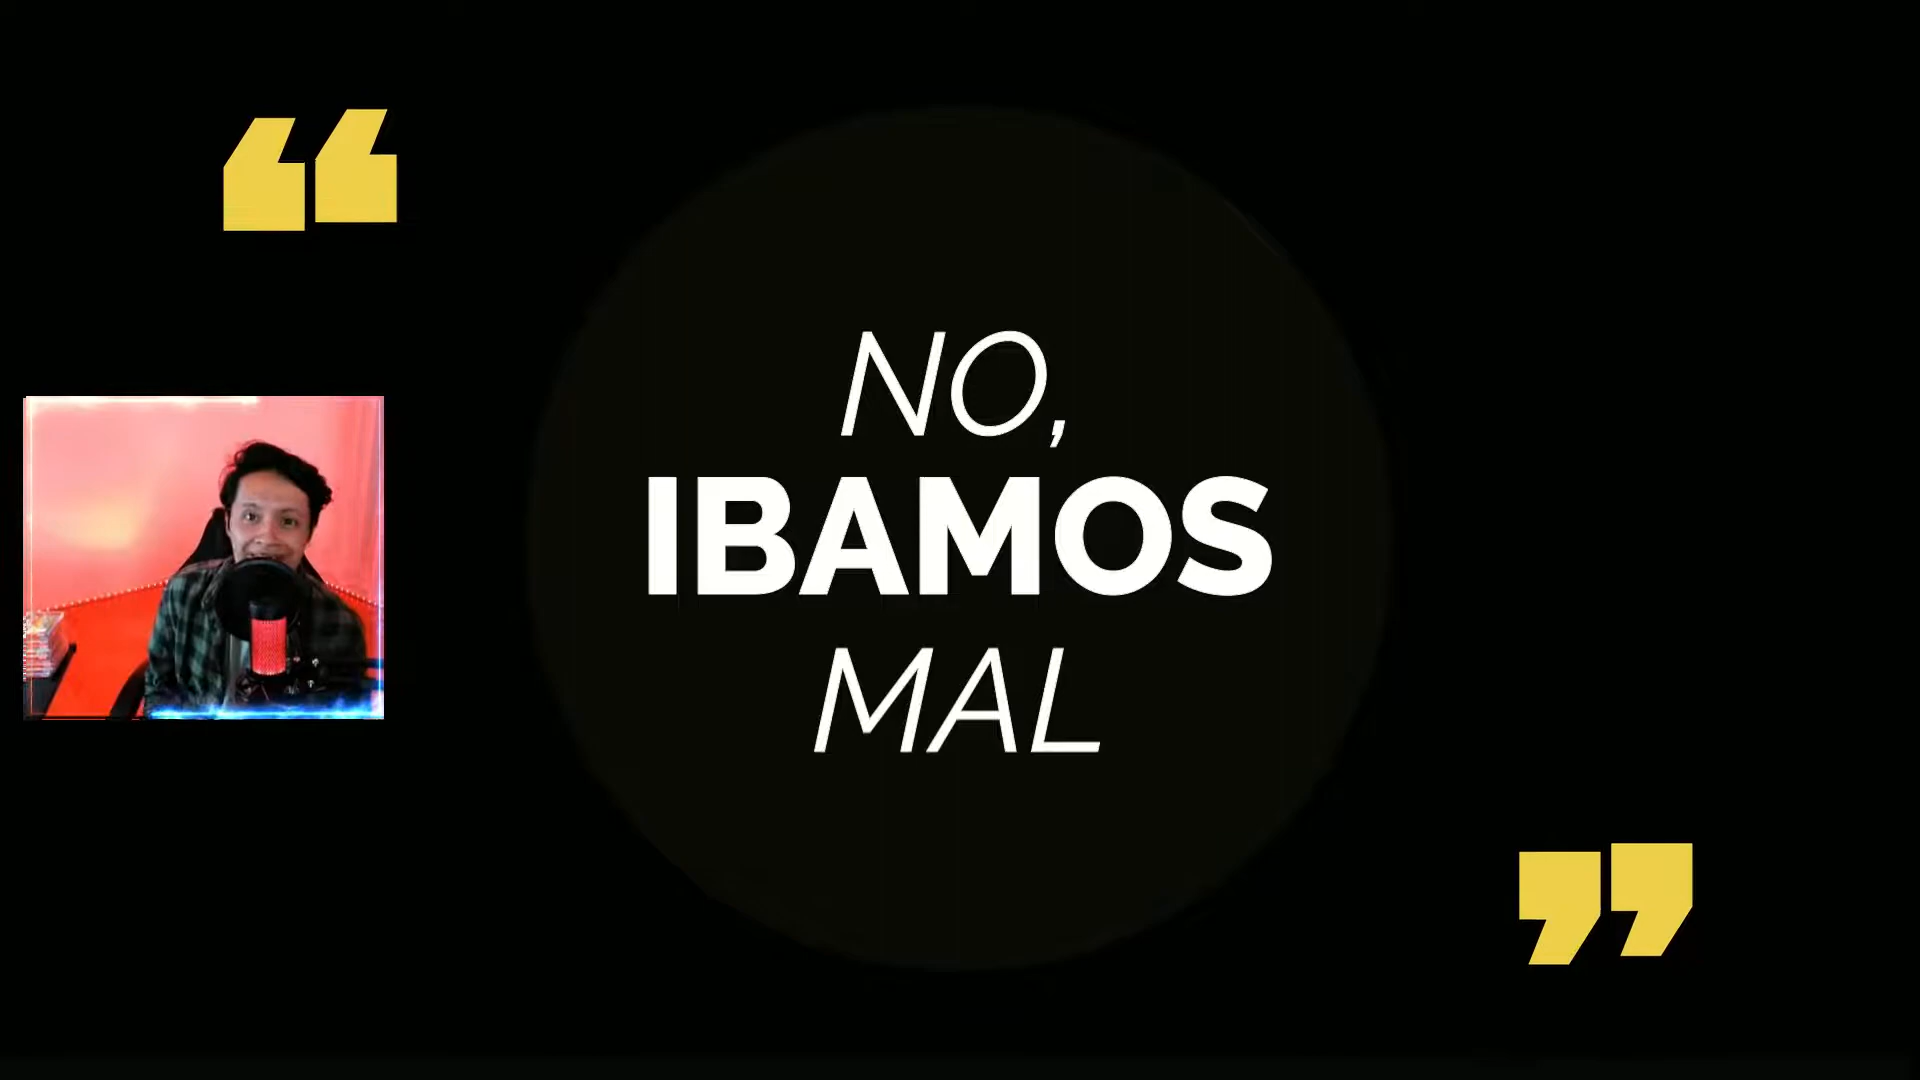 “
NO,
IBAMOS
MAL
”